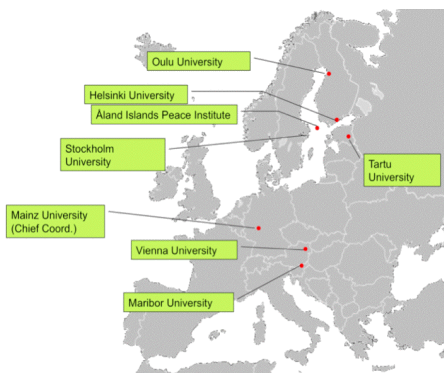 Oulu University
Helsinki University
Åland Islands Peace Institute
Stockholm
University
Tartu
University
Mainz University
(Chief Coord.)
Vienna University
Maribor University